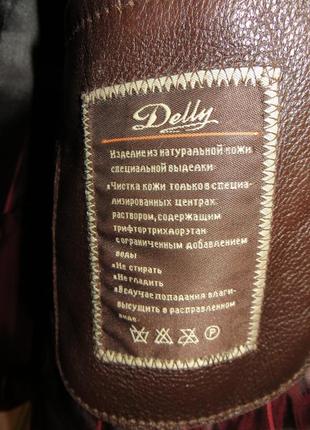 Delly
Изделие из натуральной кожи
специальной выделки
•Чистка кожи только в специа-
лизированных центрах
раствором, содержащим
трифтортрихлорэтан
с ограниченным добавлением
воды
•Не стирать
•Не гладить
•В случае попадания влаги-
высушить в расправленном
виде.
P